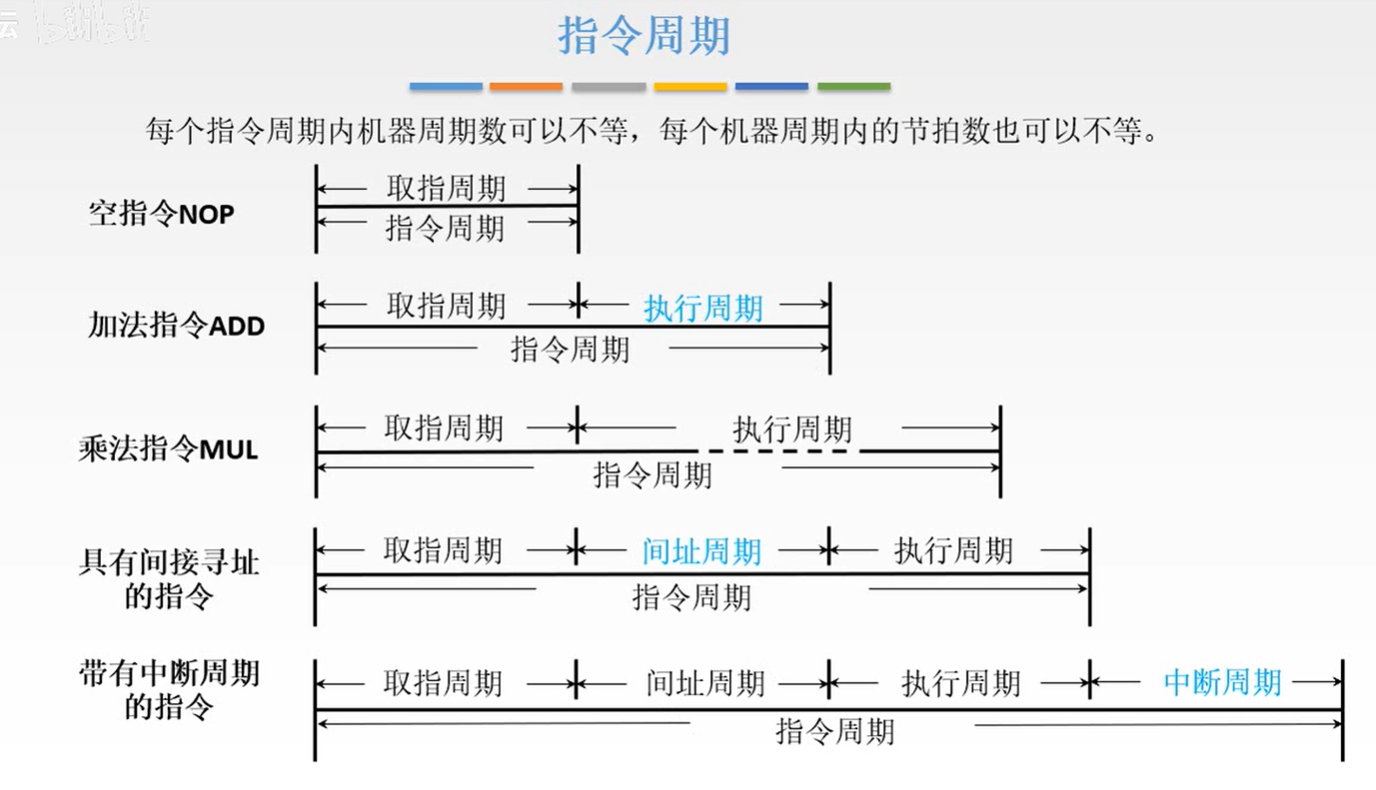 指令周期
每个指令周期内机器周期数可以不等，每个机器周期内的节拍数也可以不等。
空指令NOP
取指周期
指令周期
加法指令ADD
取指周期
执行周期
指令周期
乘法指令MUL
取指周期
执行周期
指令周期
具有间接寻址
的指令
取指周期
间址周期
执行周期
指令周期
带有中断周期
的指令
取指周期
间址周期
执行周期
中断周期
指令周期